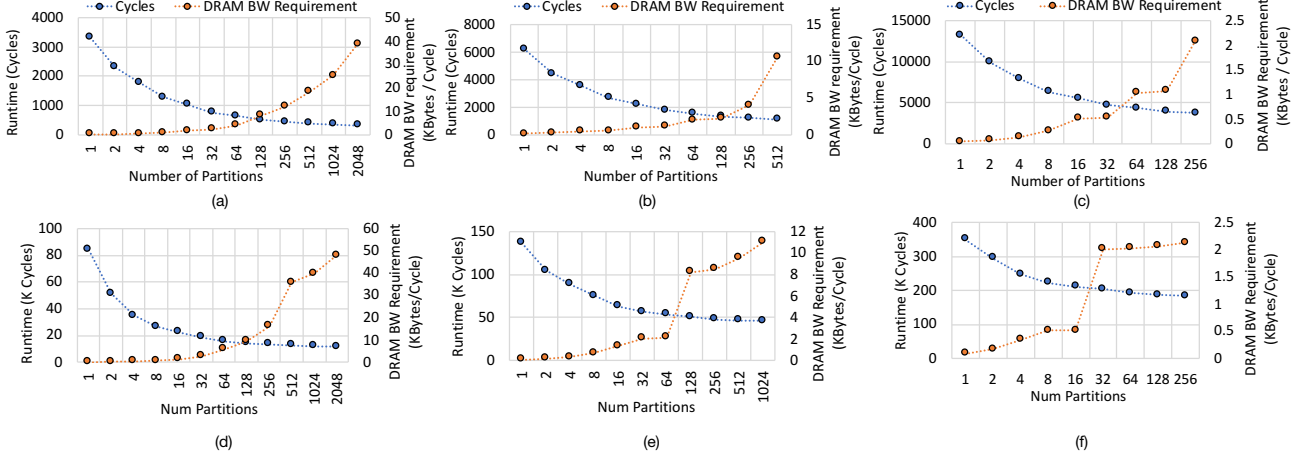 Cycles DRAM BW Requirement
Runtime (Cycles)
4000
3000
2000
1000
0
50
40
30
20
10
0
DRAM BW requirement
(KBytes / Cycle)
1 2 4 8 16 32 64 128 256 512 1024 2048
Number of Partitions
(a)
Cycles DRAM BW Requirement
Runtime (Cycles)
8000
6000
4000
2000
0
15
10
5
0
DRAM BW requirement
(KBytes/Cycle)
1 2 4 8 16 32 64 128 256 512
Number of Partitions
(b)
Cycles DRAM BW Requirement
Runtime (Cycles)
15000
10000
5000
0
2.5
2
1.5
1
0.5
0
DRAM BW Requirement
(KBytes / Cycle)
1 2 4 8 16 32 64 128 256
Number of Partitions
(c)
Runtime (K Cycles)
100
80
60
40
20
0
60
50
40
30
20
10
0
DRAM BW Requirement
(KBytes/Cycle)
1 2 4 8 16 32 64 128 256 512 1024 2048
Num Partitions
(d)
Runtime (K Cycles)
150
100
50
0
12
10
8
6
4
2
0
DRAM BW Requirement
(KBytes/Cycle)
1 2 4 8 16 32 64 128 256 512 1024
Num Partitions
(e)
Runtime (K Cycles)
400
300
200
100
0
2.5
2
1.5
1
0.5
0
DRAM BW Requirement
(KBytes/Cycle)
1 2 4 8 16 32 64 128 256
Num Partitions
(f)